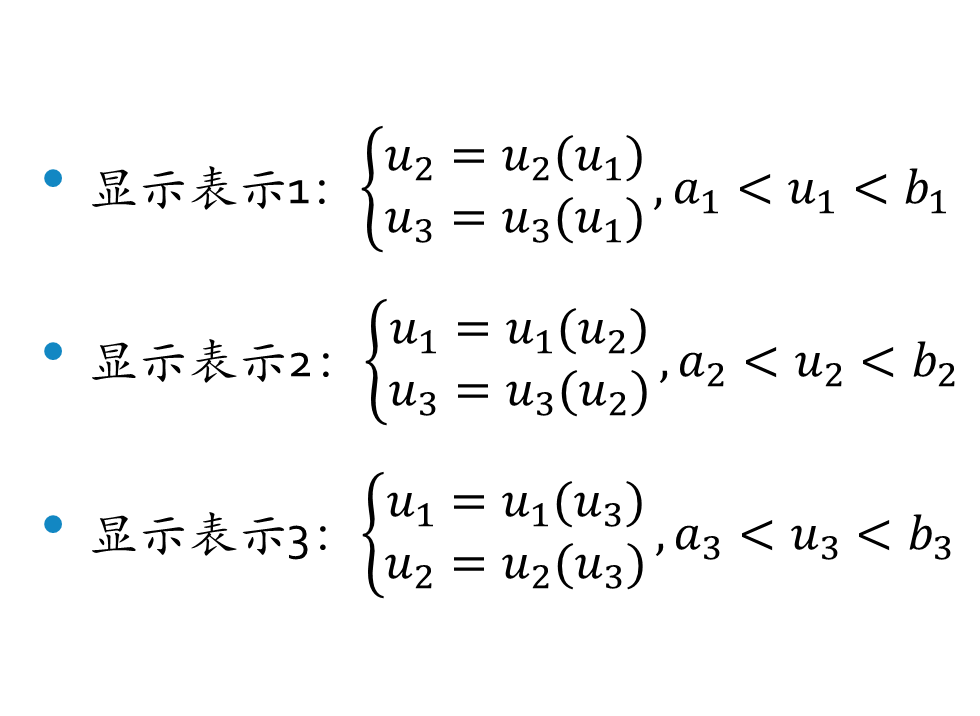 • 显示表示1: {u₂ = u₂(u₁)
u₃ = u₃(u₁) , a₁ < u₁ < b₁
• 显示表示2: {u₁ = u₁(u₂)
u₃ = u₃(u₂) , a₂ < u₂ < b₂
• 显示表示3: {u₁ = u₁(u₃)
u₂ = u₂(u₃) , a₃ < u₃ < b₃